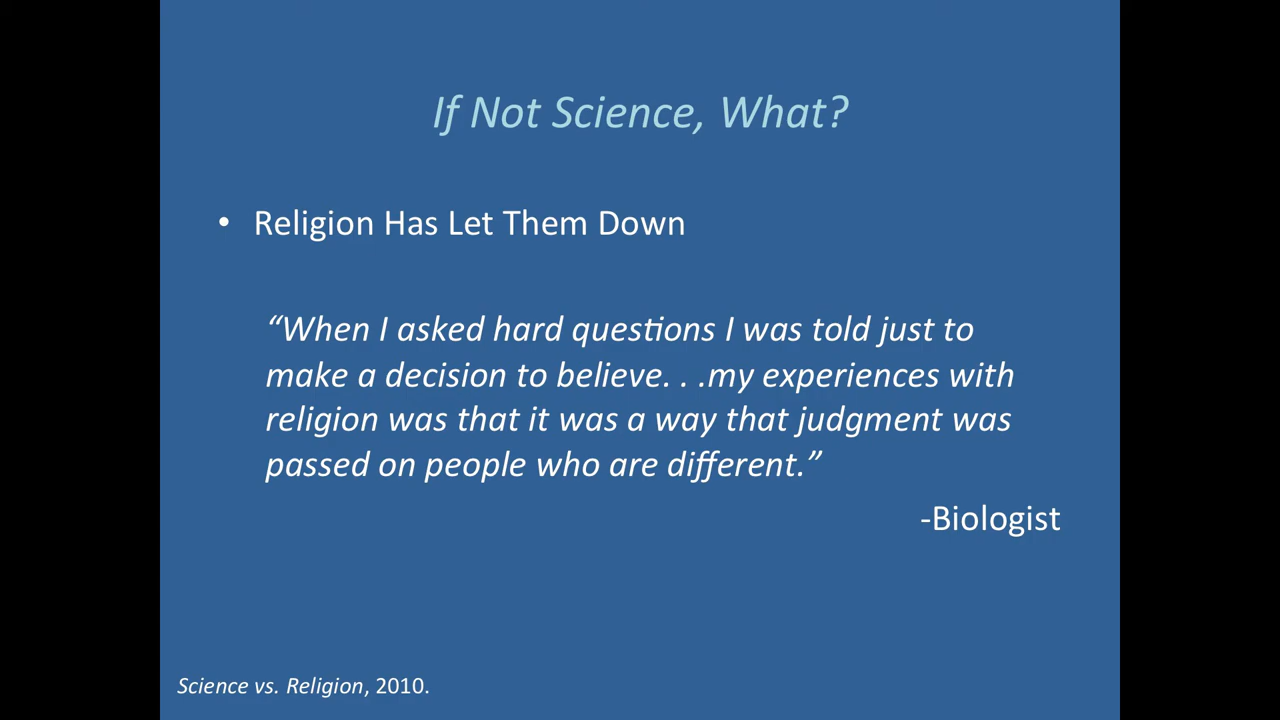 If Not Science, What?
• Religion Has Let Them Down
“When I asked hard questions I was told just to
make a decision to believe. . .my experiences with
religion was that it was a way that judgment was
passed on people who are different.”
-Biologist
Science vs. Religion, 2010.